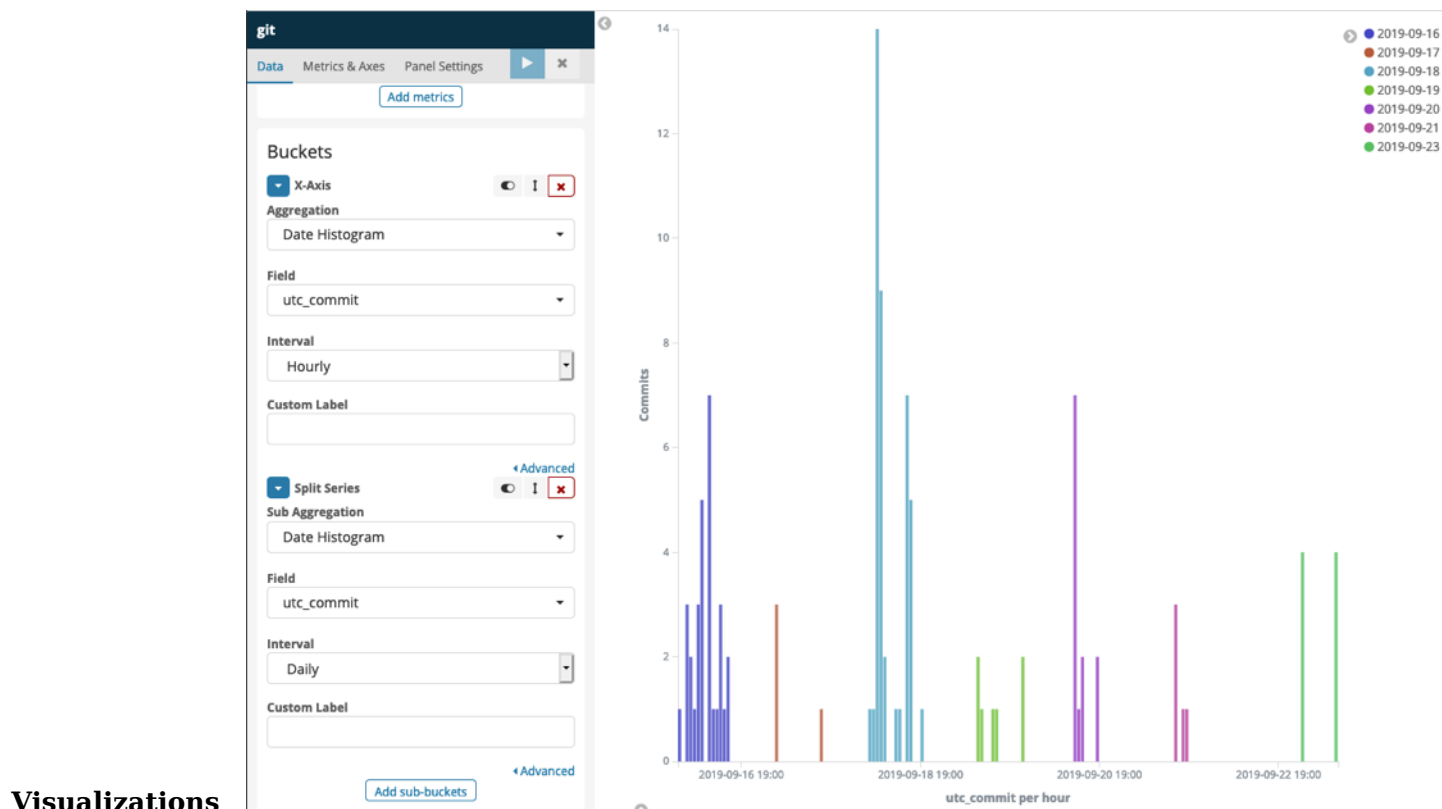 git
Data Metrics & Axes Panel Settings
Add metrics
Buckets
X-Axis
Aggregation
Date Histogram
Field
utc_commit
Interval
Hourly
Custom Label
Advanced
Split Series
Sub Aggregation
Date Histogram
Field
utc_commit
Interval
Daily
Custom Label
Advanced
Add sub-buckets
14
12
10
8
6
4
2
0
Commits
2019-09-16 19:00 2019-09-18 19:00 2019-09-20 19:00 2019-09-22 19:00
utc_commit per hour
2019-09-16
2019-09-17
2019-09-18
2019-09-19
2019-09-20
2019-09-21
2019-09-23
Visualizations